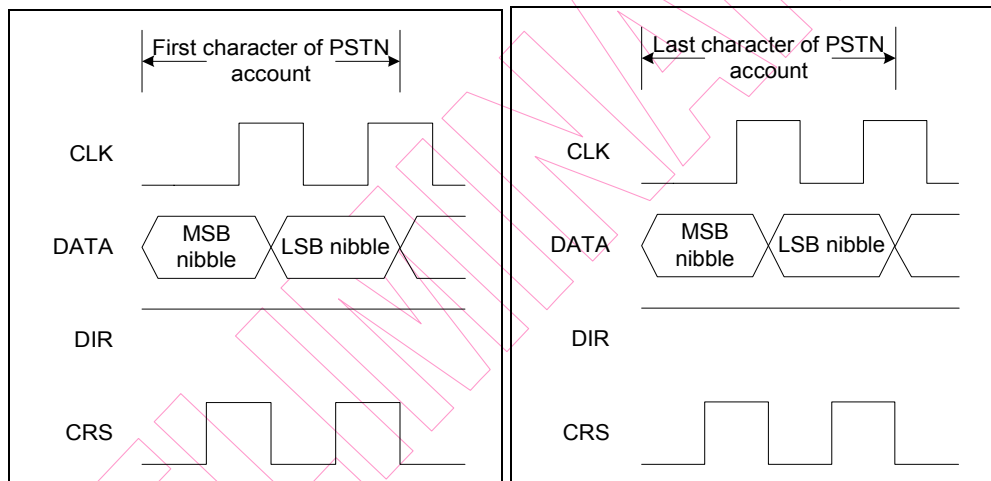 First character of PSTN
account
CLK
DATA
MSB
nibble
LSB nibble
DIR
CRS
Last character of PSTN
account
CLK
DATA
MSB
nibble
LSB nibble
DIR
CRS